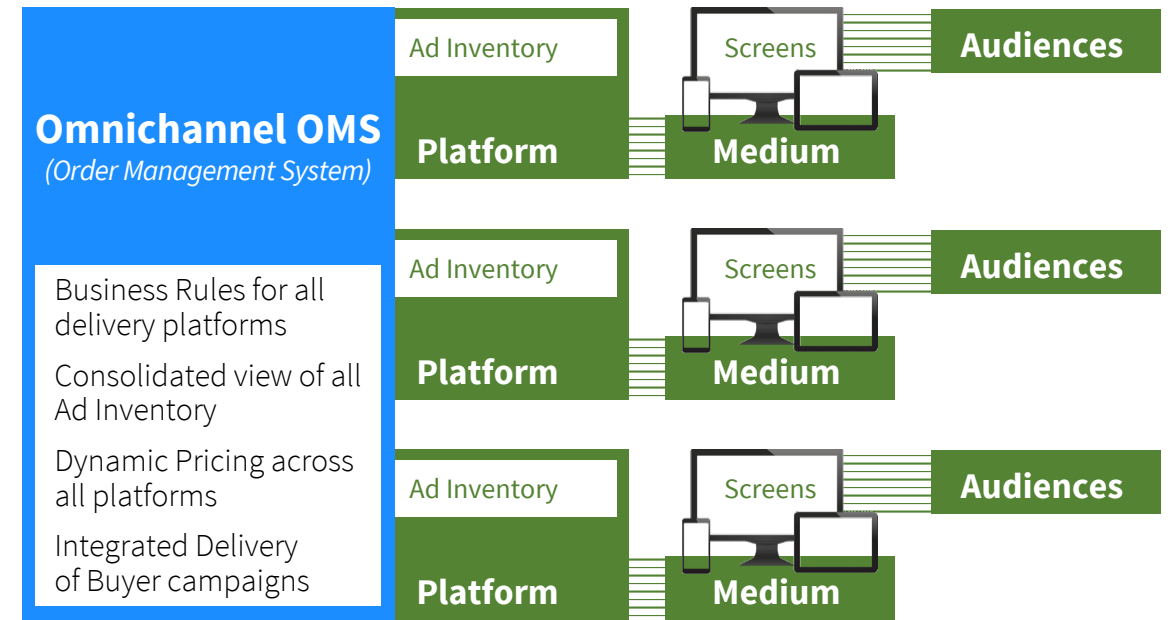 Omnichannel OMS
(Order Management System)
Business Rules for all
delivery platforms
Consolidated view of all
Ad Inventory
Dynamic Pricing across
all platforms
Integrated Delivery
of Buyer campaigns
Ad Inventory
Platform
Screens
Medium
Audiences
Ad Inventory
Platform
Screens
Medium
Audiences
Ad Inventory
Platform
Screens
Medium
Audiences